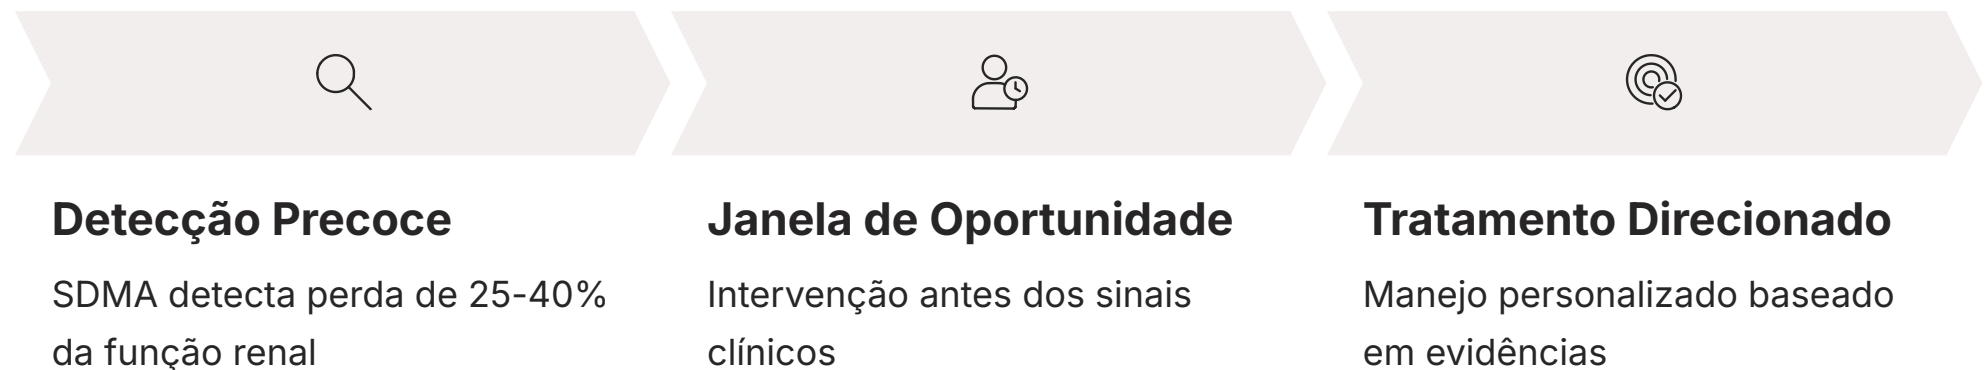 Detecção Precoce
SDMA detecta perda de 25-40%
da função renal
Janela de Oportunidade
Intervenção antes dos sinais
clínicos
Tratamento Direcionado
Manejo personalizado baseado
em evidências